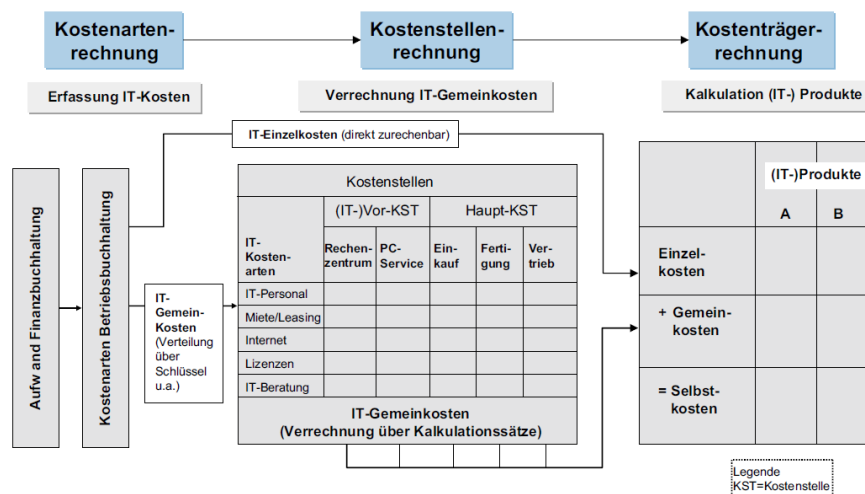 Kostenarten-
rechnung
Kostenstellen-
rechnung
Kostenträger-
rechnung
Erfassung IT-Kosten
Verrechnung IT-Gemeinkosten
Kalkulation (IT-) Produkte
IT-Einzelkosten (direkt zurechenbar)
Aufw and Finanzbuchhaltung
Kostenarten Betriebsbuchhaltung
IT-
Gemein-
Kosten
(Verteilung
über
Schlüssel
u.a.)
Kostenstellen
(IT-)Vor-KST
Haupt-KST
IT-
Kosten-
arten
Rechen-
zentrum
PC-
Service
Ein-
kauf
Ferti-
gung
Ver-
trieb
IT-Personal
Miete/Leasing
Internet
Lizenzen
IT-Beratung
IT-Gemeinkosten
(Verrechnung über Kalkulationssätze)
(IT-)Produkte
A
B
Einzel-
kosten
+ Gemein-
kosten
= Selbst-
kosten
Legende
KST=Kostenstelle